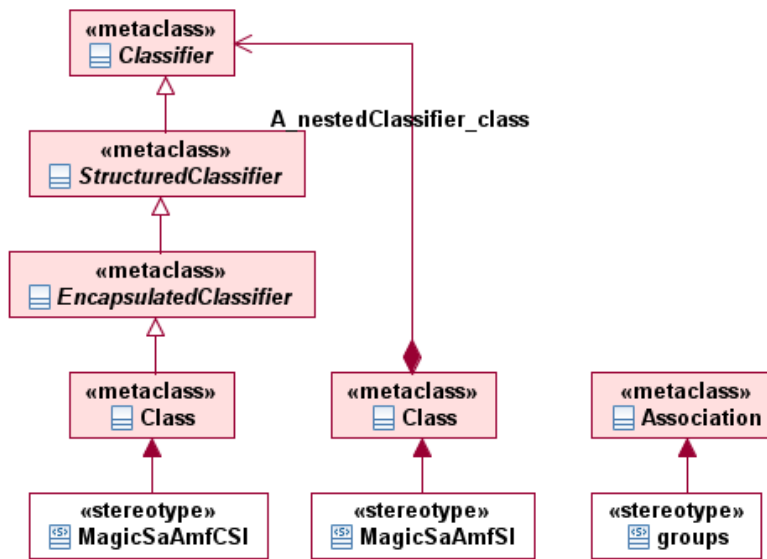 «metaclass»
Classifier
A_nestedClassifier_class
«metaclass»
StructuredClassifier
«metaclass»
EncapsulatedClassifier
«metaclass»
Class
«metaclass»
Class
«metaclass»
Association
«stereotype»
MagicSaAmfCSI
«stereotype»
MagicSaAmfSI
«stereotype»
groups